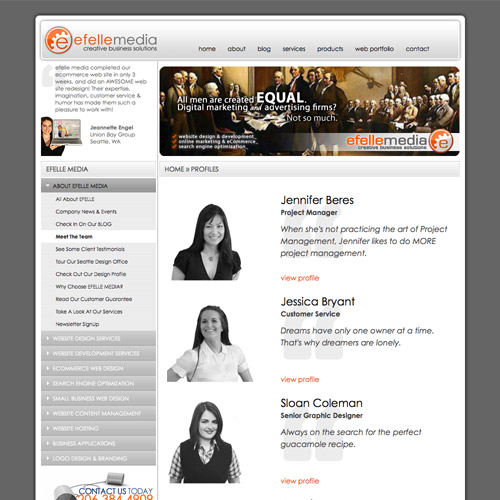 efellemedia
creative business solutions
home about blog services products web portfolio contact
efelle media completed our
ecommerce web site in only 3
weeks, and did an AWESOME web
site redesign! Their expertise,
imagination, customer service &
humor has made them such a
pleasure to work with!
Jeannette Engel
Union Bay Group
Seattle, WA
All men are created EQUAL.
Digital marketing and advertising firms?
Not so much.
website design & development
online marketing & eCommerce
search engine optimization
efellemedia
creative business solutions
EFELLE MEDIA
ABOUT EFELLE MEDIA
All About EFELLE
Company News & Events
Check In On Our BLOG
Meet The Team
See Some Client Testimonials
Tour Our Seattle Design Office
Check Out Our Design Profile
Why Choose EFELLE MEDIA?
Read Our Customer Guarantee
Take A Look At Our Services
Newsletter SignUp
WEBSITE DESIGN SERVICES
WEBSITE DEVELOPMENT SERVICES
ECOMMERCE WEB DESIGN
SEARCH ENGINE OPTIMIZATION
SMALL BUSINESS WEB DESIGN
WEBSITE CONTENT MANAGEMENT
WEBSITE HOSTING
BUSINESS APPLICATIONS
LOGO DESIGN & BRANDING
CONTACT US TODAY
206.384.4909
HOME » PROFILES
Jennifer Beres
Project Manager
When she's not practicing the art of Project
Management, Jennifer likes to do MORE
project management.
view profile
Jessica Bryant
Customer Service
Dreams have only one owner at a time.
That's why dreamers are lonely.
view profile
Sloan Coleman
Senior Graphic Designer
Always on the search for the perfect
guacamole recipe.
view profile